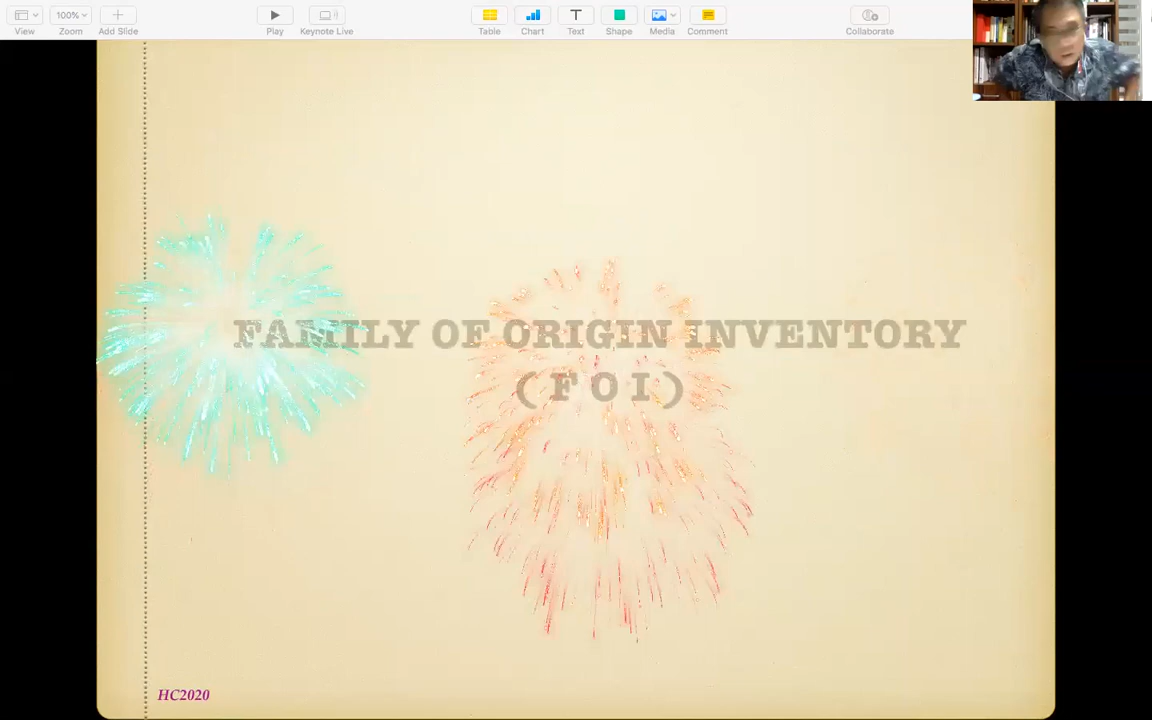 View
100%
Zoom
Add Slide
Play
Keynote Live
Table
Chart
Text
Shape
Media
Comment
Collaborate
FAMILY OF ORIGIN INVENTORY
(FOI)
HC2020